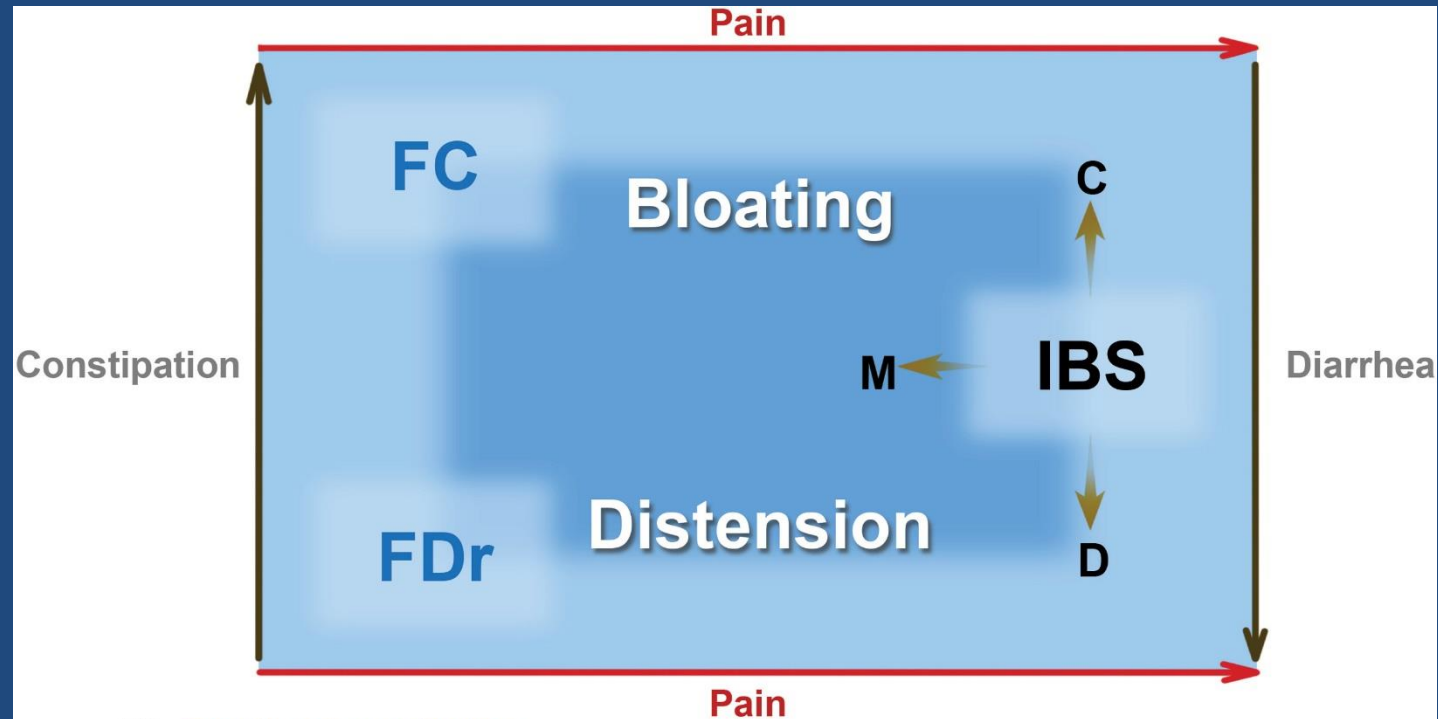 Pain
FC
C
Bloating
Constipation
M
IBS
Diarrhea
FDr
Distension
D
Pain